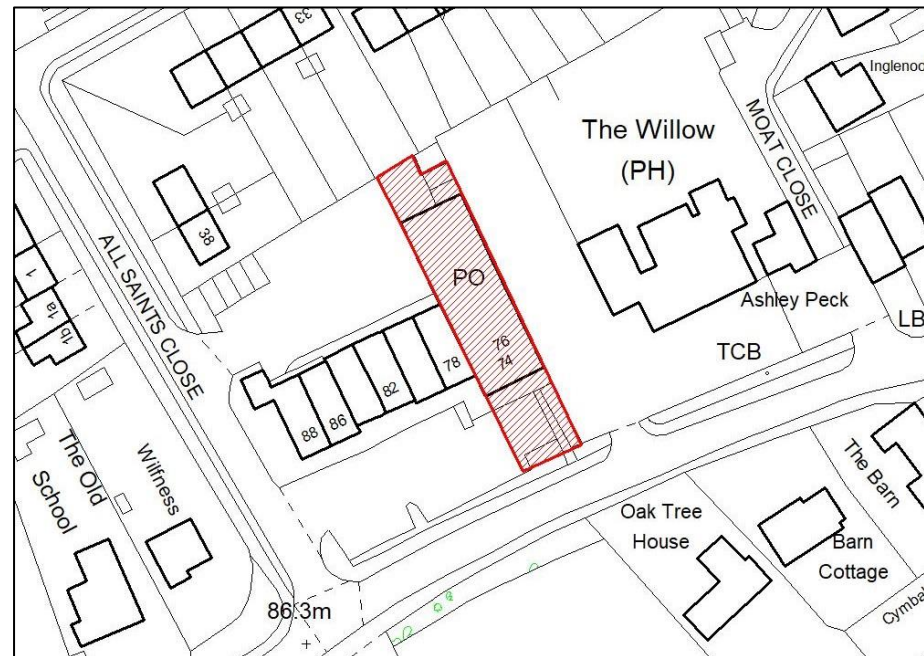 33
Inglenoo
MOAT CLOSE
The Willow
(PH)
38
1
1a
1b
ALL SAINTS CLOSE
PO
Ashley Peck
LB
TCB
76
74
78
82
86
88
The Old
School
Wilfness
The Barn
Oak Tree
House
Barn
Cottage
Cymba
86.3m